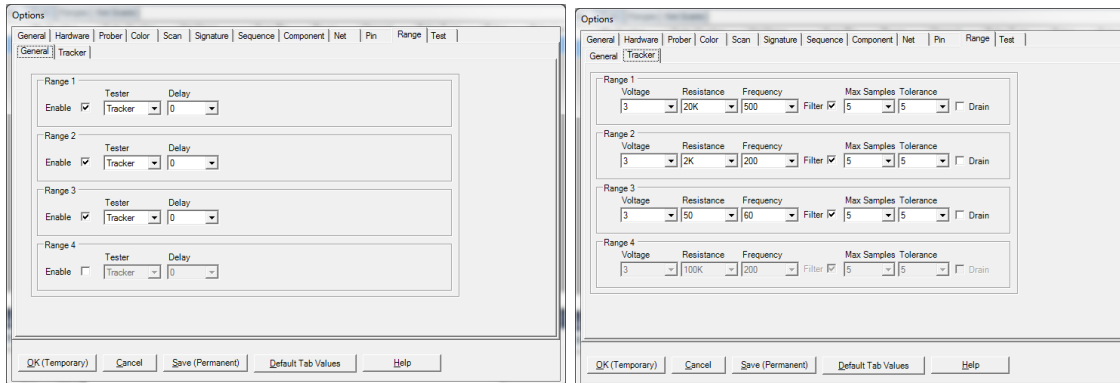 Options
General Hardware Prober Color Scan Signature Sequence Component Net Pin Range Test
General Tracker
Range 1
Tester Delay
Enable Tracker 0
Range 2
Tester Delay
Enable Tracker 0
Range 3
Tester Delay
Enable Tracker 0
Range 4
Tester Delay
Enable Tracker 0
OK (Temporary) Cancel Save (Permanent) Default Tab Values Help
Options
General Hardware Prober Color Scan Signature Sequence Component Net Pin Range Test
General Tracker
Range 1
Voltage Resistance Frequency Max Samples Tolerance
3 20K 500 Filter 5 5 Drain
Range 2
Voltage Resistance Frequency Max Samples Tolerance
3 2K 200 Filter 5 5 Drain
Range 3
Voltage Resistance Frequency Max Samples Tolerance
3 50 60 Filter 5 5 Drain
Range 4
Voltage Resistance Frequency Max Samples Tolerance
3 100K 200 Filter 5 5 Drain
OK (Temporary) Cancel Save (Permanent) Default Tab Values Help